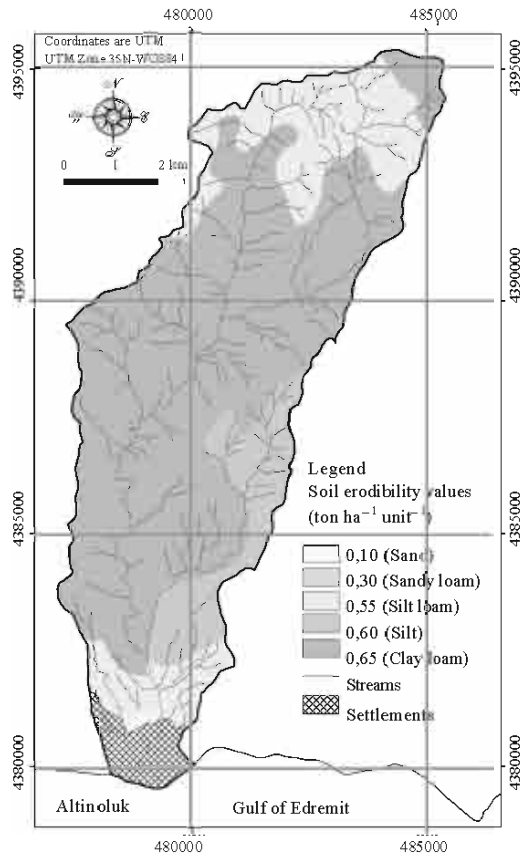 480000 485000
Coordinates are UTM
UTM Zone 35N-WGS84
4395000
4395000
N
S
0 1 2 km
4390000
4390000
Legend
Soil erodibility values
(ton ha⁻¹ unit⁻¹)
4385000
4385000
0,10 (Sand)
0,30 (Sandy loam)
0,55 (Silt loam)
0,60 (Silt)
0,65 (Clay loam)
Streams
Settlements
4380000
4380000
Altinoluk Gulf of Edremit
480000 485000